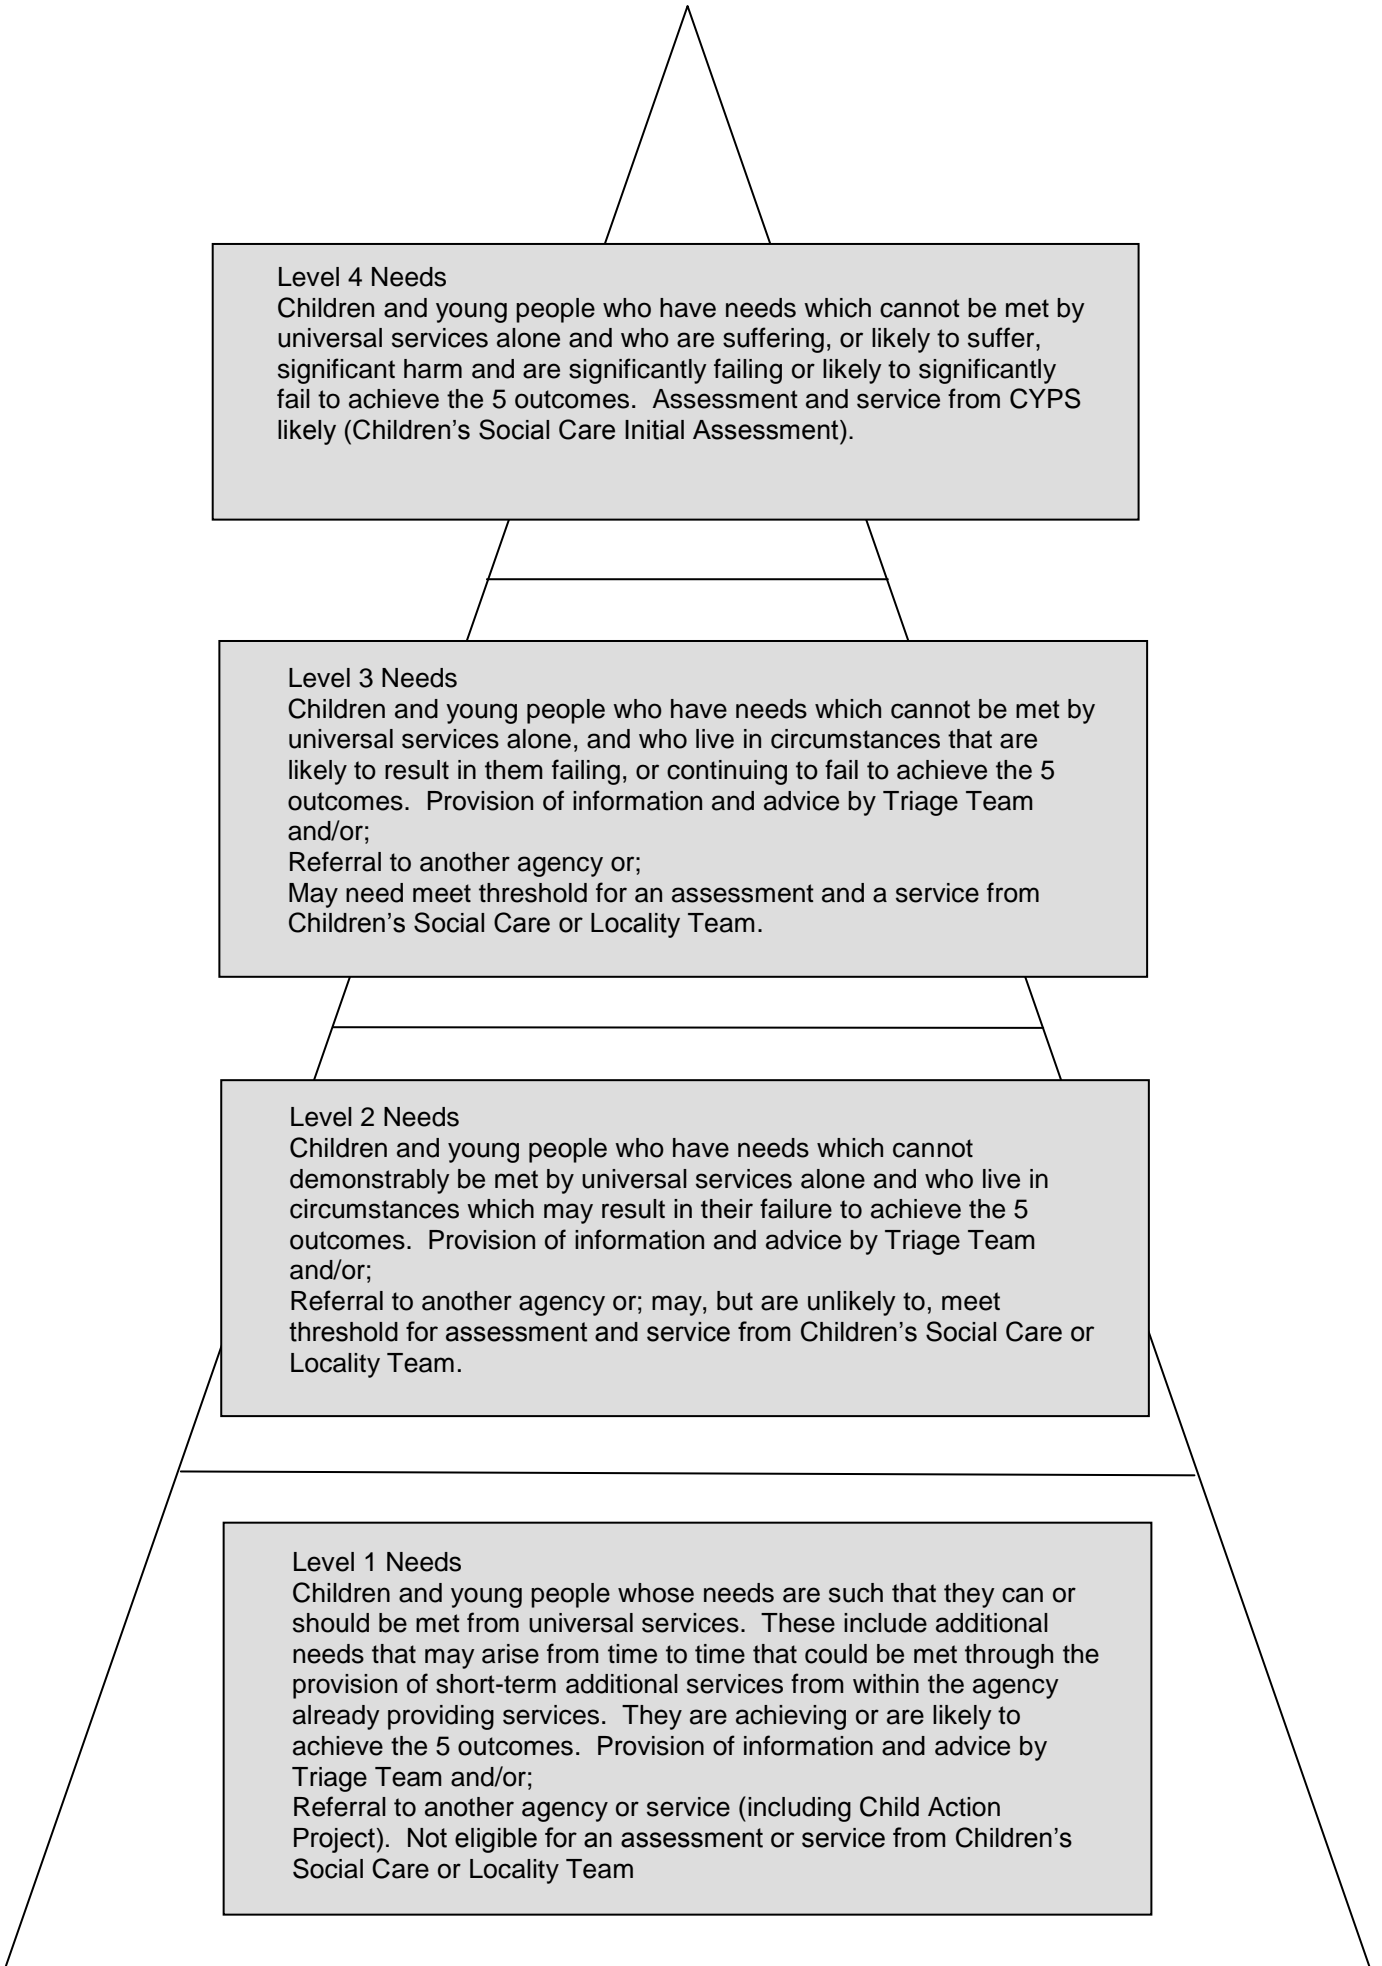 Level 4 Needs
Children and young people who have needs which cannot be met by
universal services alone and who are suffering, or likely to suffer,
significant harm and are significantly failing or likely to significantly
fail to achieve the 5 outcomes.  Assessment and service from CYPS
likely (Children's Social Care Initial Assessment).
Level 3 Needs
Children and young people who have needs which cannot be met by
universal services alone, and who live in circumstances that are
likely to result in them failing, or continuing to fail to achieve the 5
outcomes.  Provision of information and advice by Triage Team
and/or;
Referral to another agency or;
May need meet threshold for an assessment and a service from
Children's Social Care or Locality Team.
Level 2 Needs
Children and young people who have needs which cannot
demonstrably be met by universal services alone and who live in
circumstances which may result in their failure to achieve the 5
outcomes.  Provision of information and advice by Triage Team
and/or;
Referral to another agency or; may, but are unlikely to, meet
threshold for assessment and service from Children's Social Care or
Locality Team.
Level 1 Needs
Children and young people whose needs are such that they can or
should be met from universal services.  These include additional
needs that may arise from time to time that could be met through the
provision of short-term additional services from within the agency
already providing services.  They are achieving or are likely to
achieve the 5 outcomes.  Provision of information and advice by
Triage Team and/or;
Referral to another agency or service (including Child Action
Project).  Not eligible for an assessment or service from Children's
Social Care or Locality Team